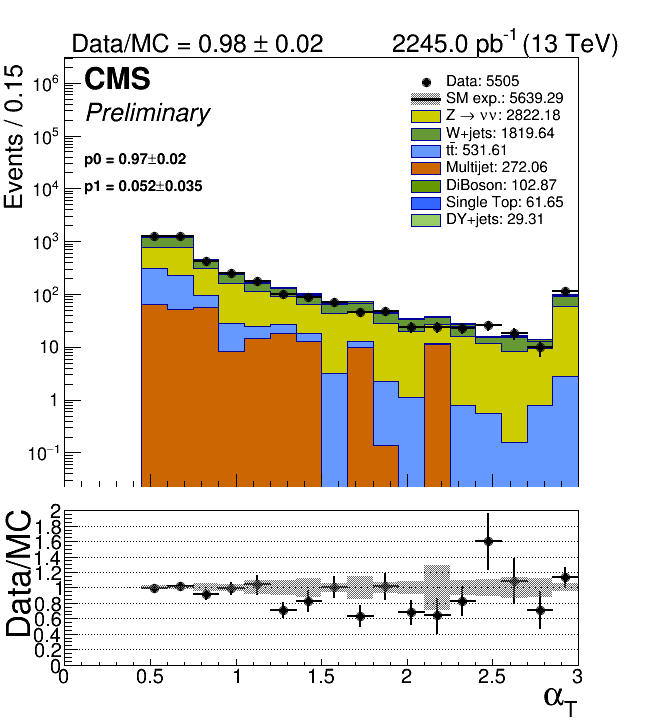 Data/MC = 0.98 ± 0.02 2245.0 pb⁻¹ (13 TeV)
Events / 0.15
CMS
Preliminary
p0 = 0.97±0.02
p1 = 0.052±0.035
Data: 5505
SM exp.: 5639.29
Z → νν: 2822.18
W+jets: 1819.64
tt̄: 531.61
Multijet: 272.06
DiBoson: 102.87
Single Top: 61.65
DY+jets: 29.31
10⁶
10⁵
10⁴
10³
10²
10
1
10⁻¹
Data/MC
2
1.8
1.6
1.4
1.2
1
0.8
0.6
0.4
0.2
0
0 0.5 1 1.5 2 2.5 3
α_T